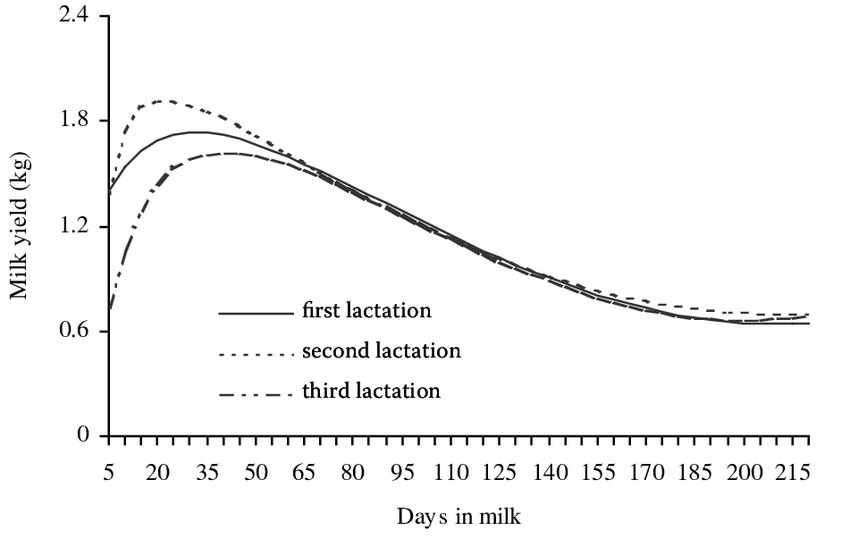 2.4
1.8
1.2
0.6
0
Milk yield (kg)
first lactation
second lactation
third lactation
5 20 35 50 65 80 95 110 125 140 155 170 185 200 215
Days in milk